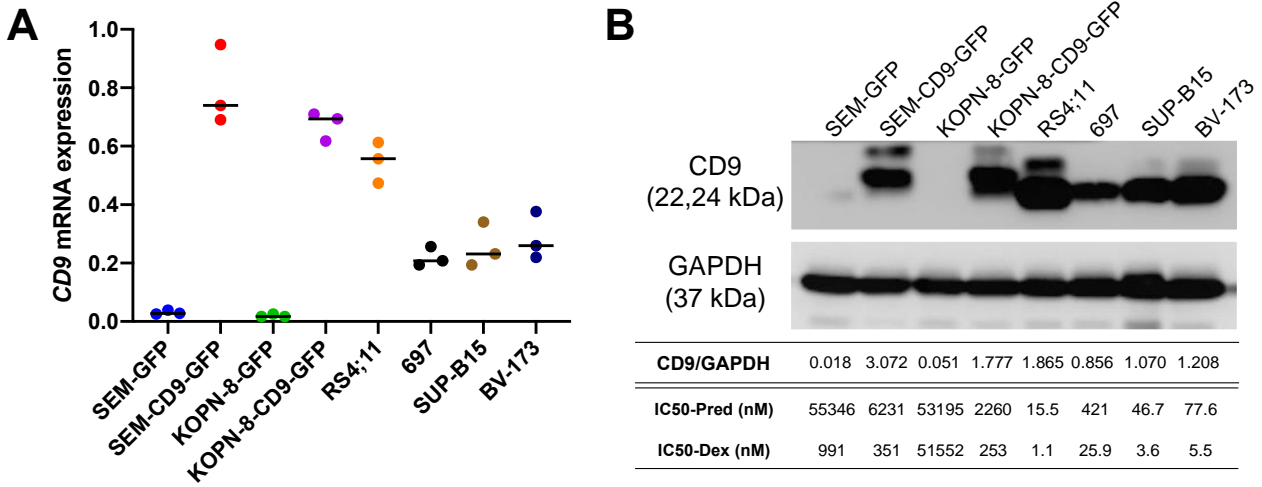 A
CD9 mRNA expression
1.0
0.8
0.6
0.4
0.2
0.0
SEM-GFP
SEM-CD9-GFP
KOPN-8-GFP
KOPN-8-CD9-GFP
RS4;11
697
SUP-B15
BV-173
B
SEM-GFP
SEM-CD9-GFP
KOPN-8-GFP
KOPN-8-CD9-GFP
RS4;11
697
SUP-B15
BV-173
CD9
(22,24 kDa)
GAPDH
(37 kDa)
CD9/GAPDH 0.018 3.072 0.051 1.777 1.865 0.856 1.070 1.208
IC50-Pred (nM) 55346 6231 53195 2260 15.5 421 46.7 77.6
IC50-Dex (nM) 991 351 51552 253 1.1 25.9 3.6 5.5